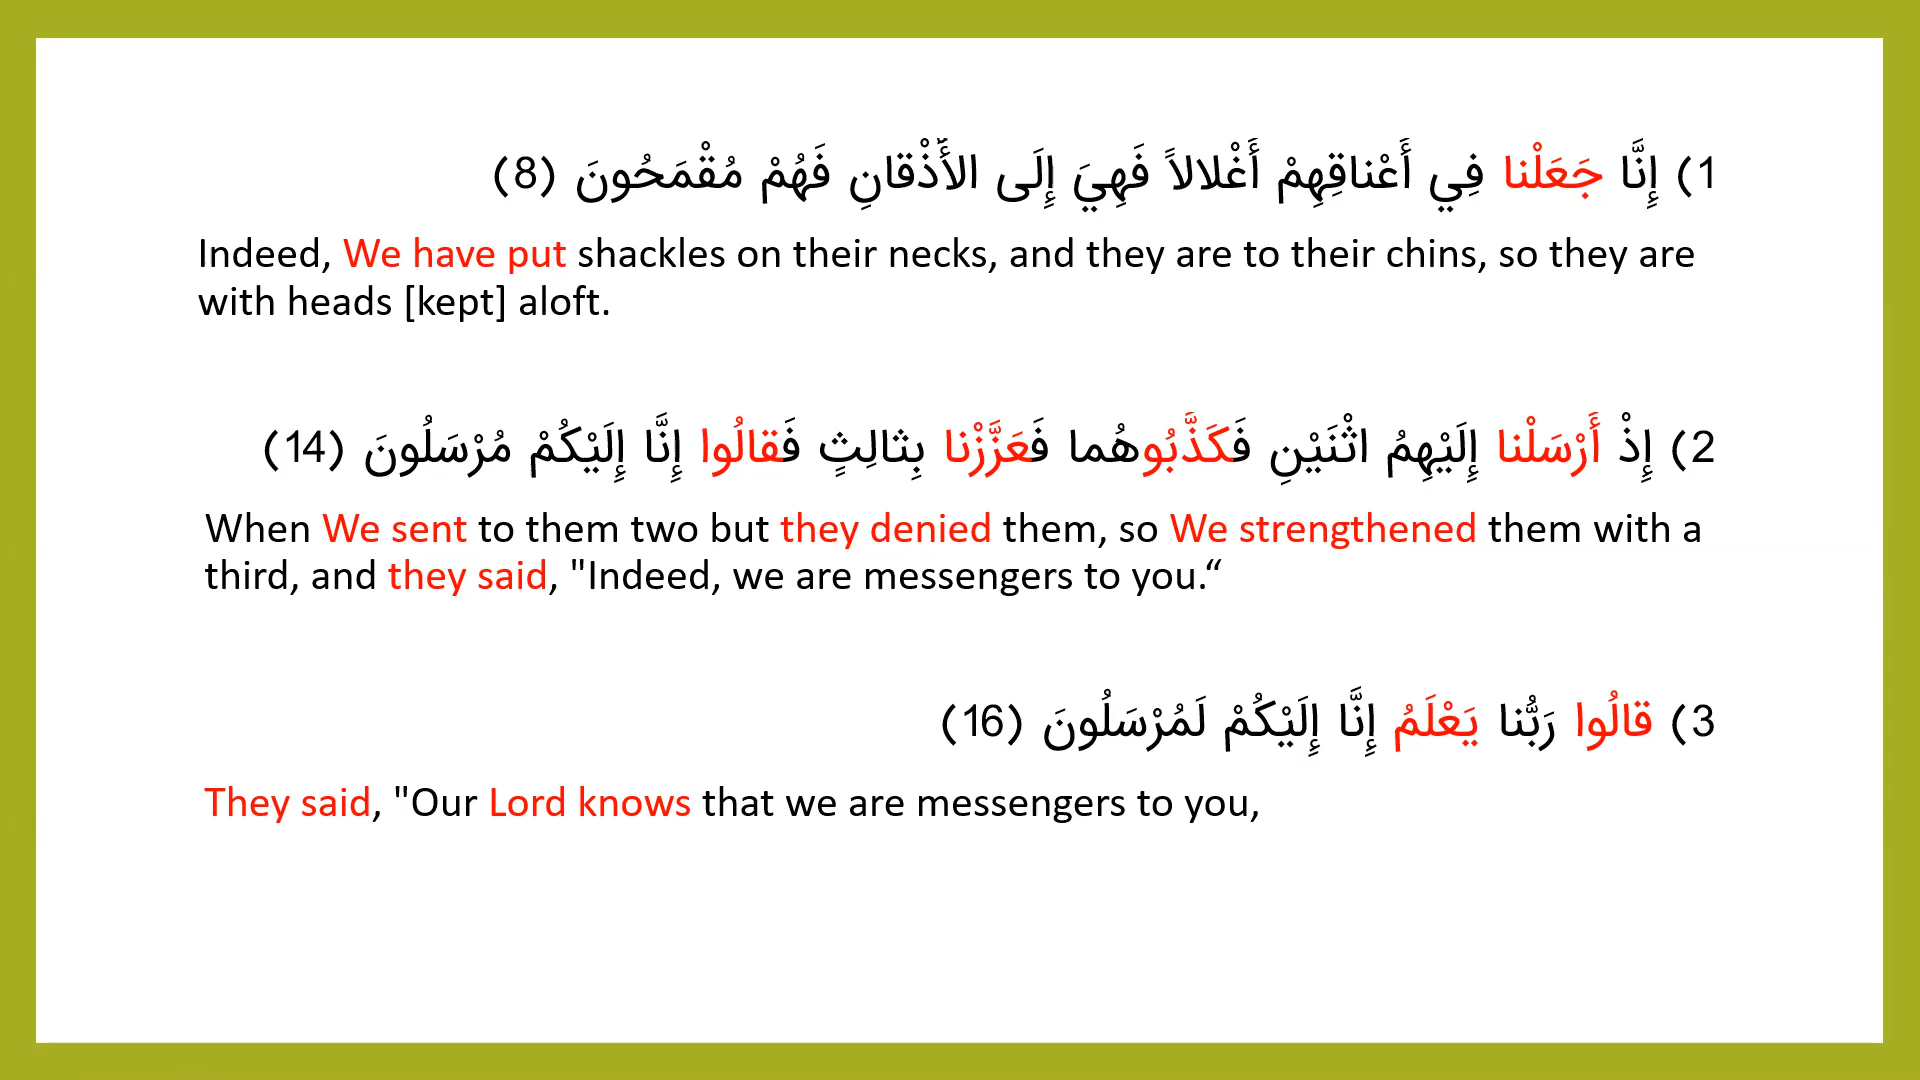 1) إِنَّا جَعَلْنا فِي أَعْناقِهِمْ أَغْلالاً فَهِيَ إِلَى الأَذْقانِ فَهُمْ مُقْمَحُونَ (8)
Indeed, We have put shackles on their necks, and they are to their chins, so they are
with heads [kept] aloft.
2) إِذْ أَرْسَلْنا إِلَيْهِمُ اثْنَيْنِ فَكَذَّبُوهُما فَعَزَّزْنا بِثالِثٍ فَقالُوا إِنَّا إِلَيْكُمْ مُرْسَلُونَ (14)
When We sent to them two but they denied them, so We strengthened them with a
third, and they said, "Indeed, we are messengers to you.“
3) قالُوا رَبُّنا يَعْلَمُ إِنَّا إِلَيْكُمْ لَمُرْسَلُونَ (16)
They said, "Our Lord knows that we are messengers to you,